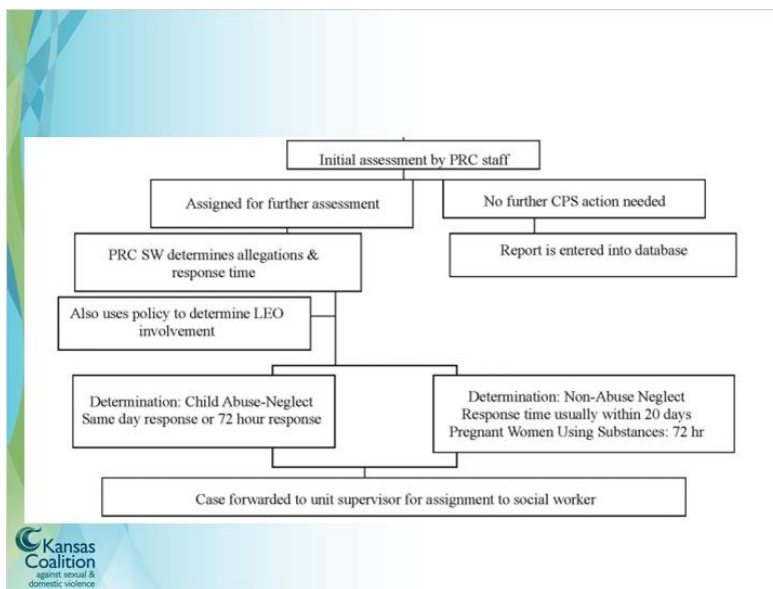 Initial assessment by PRC staff
Assigned for further assessment
No further CPS action needed
PRC SW determines allegations &
response time
Report is entered into database
Also uses policy to determine LEO
involvement
Determination: Child Abuse-Neglect
Same day response or 72 hour response
Determination: Non-Abuse Neglect
Response time usually within 20 days
Pregnant Women Using Substances: 72 hr
Case forwarded to unit supervisor for assignment to social worker
Kansas
Coalition
against sexual &
domestic violence